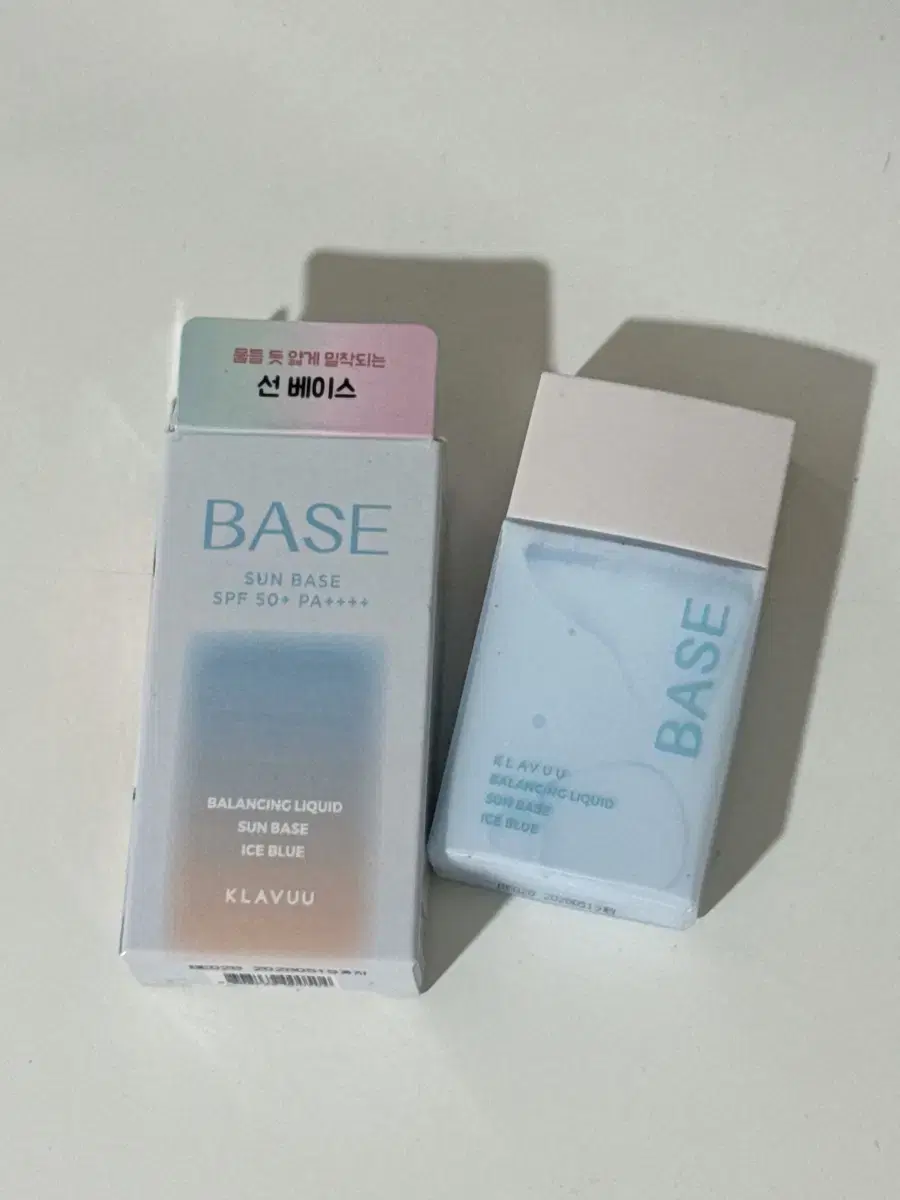 물들 듯 얇게 밀착되는
선 베이스
BASE
SUN BASE
SPF 50+ PA++++
BALANCING LIQUID
SUN BASE
ICE BLUE
KLAVUU
BASE
KLAVUU
BALANCING LIQUID
SUN BASE
ICE BLUE